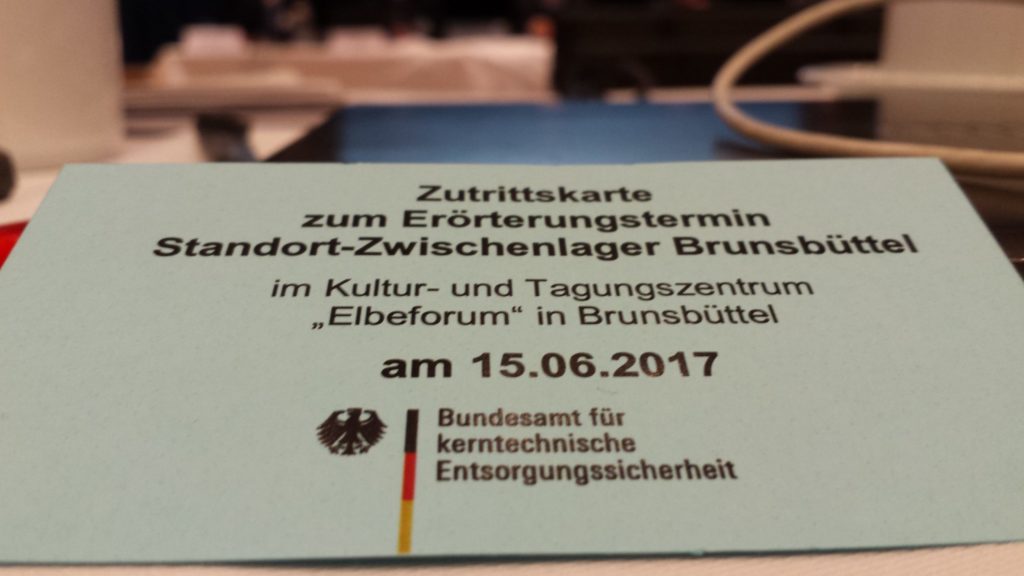 Zutrittskarte
zum Erörterungstermin
Standort-Zwischenlager Brunsbüttel
im Kultur- und Tagungszentrum
„Elbeforum“ in Brunsbüttel
am 15.06.2017
Bundesamt für
kerntechnische
Entsorgungssicherheit